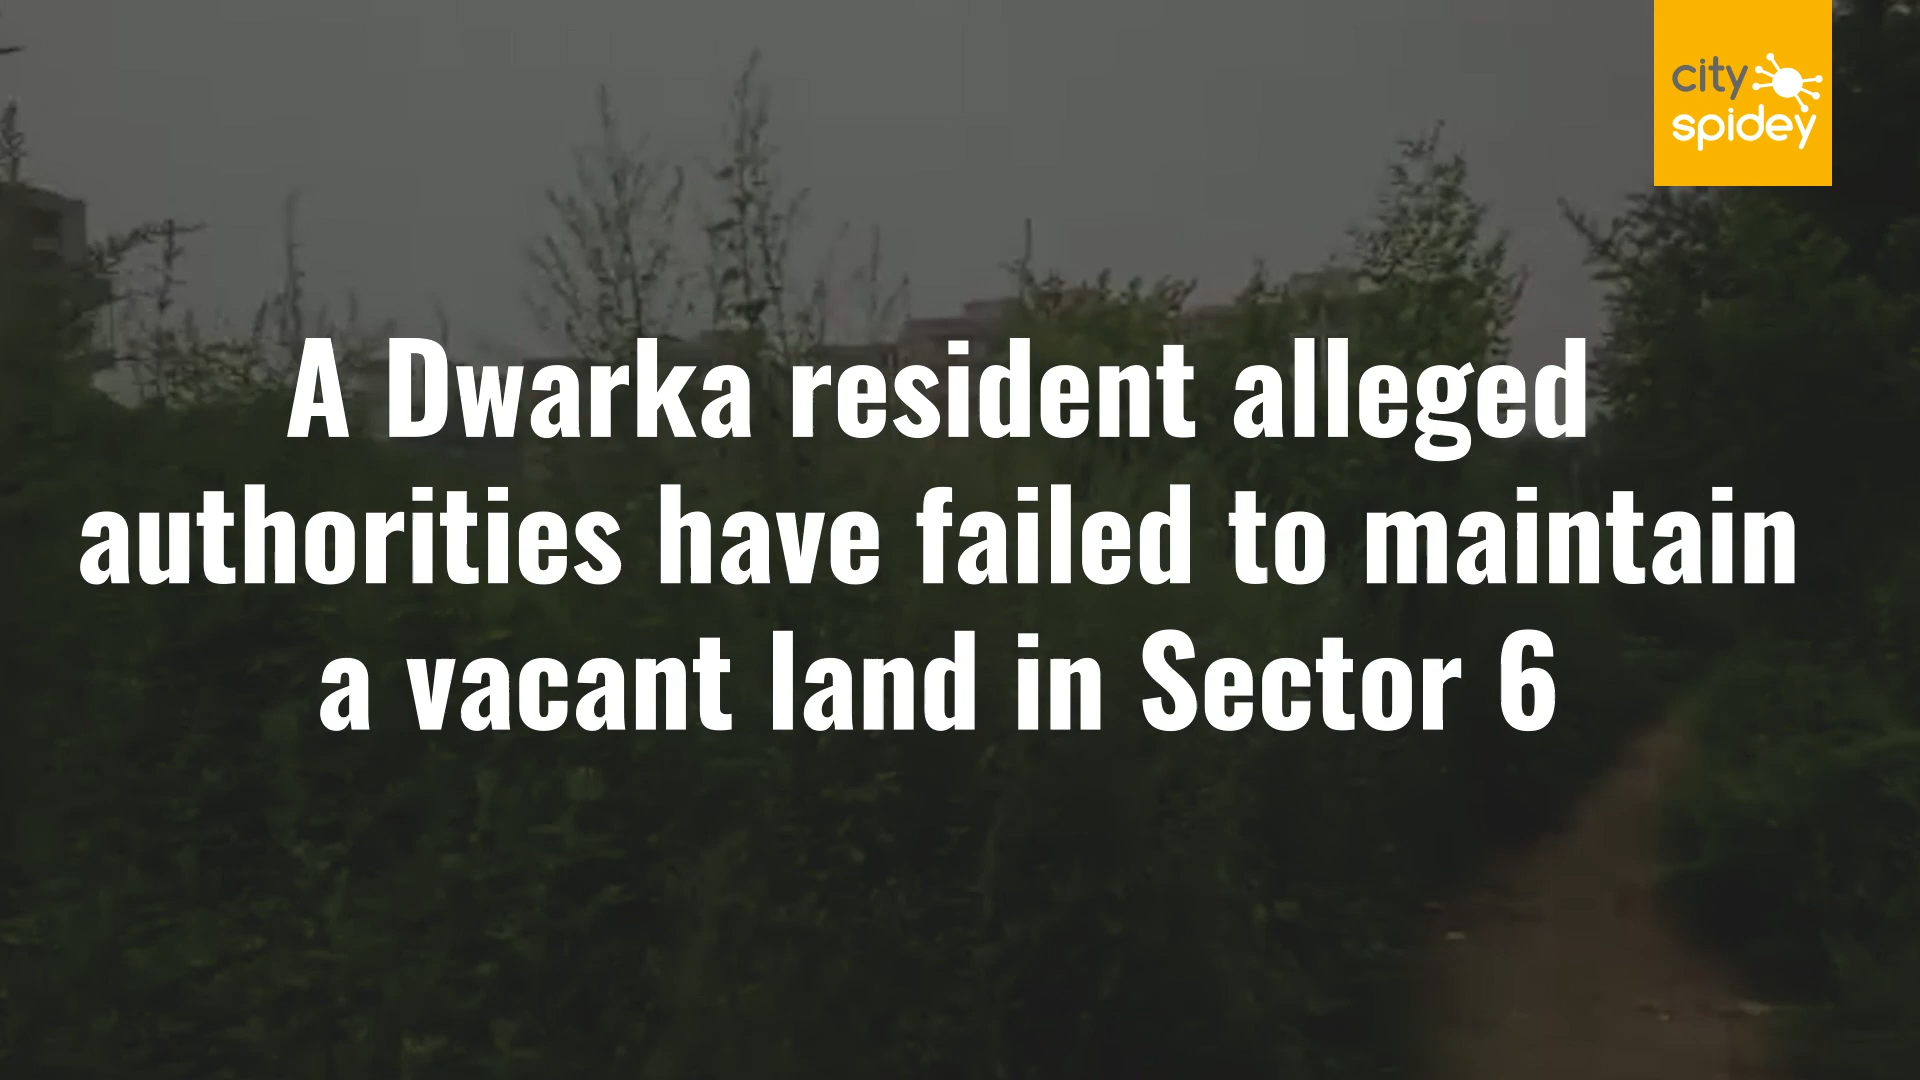 city
spidey
A Dwarka resident alleged
authorities have failed to maintain
a vacant land in Sector 6